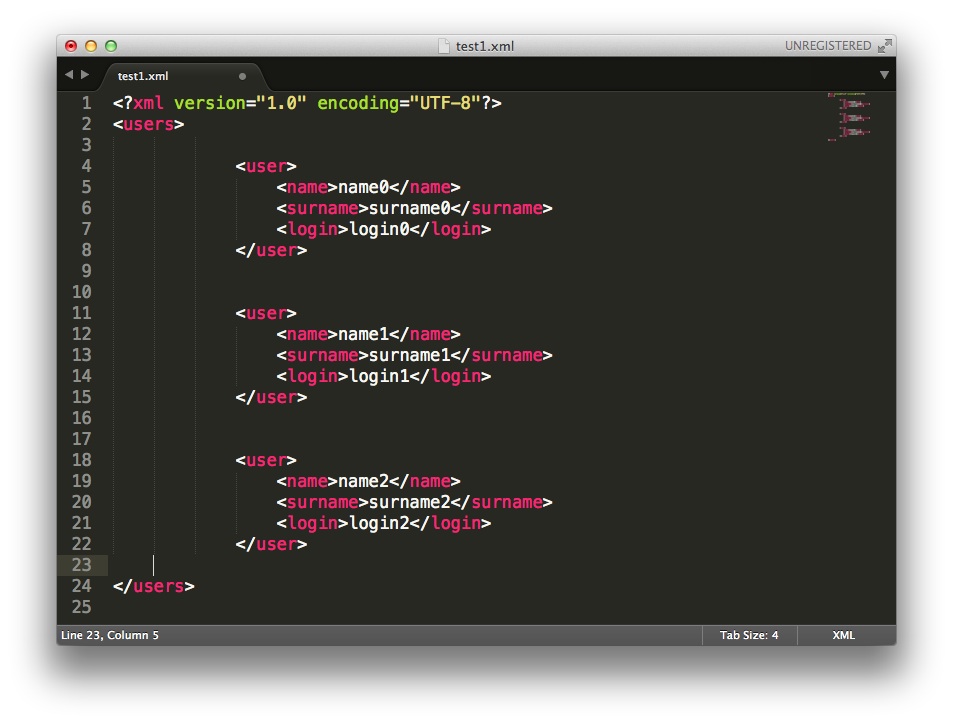 test1.xml
UNREGISTERED
test1.xml
1 <?xml version="1.0" encoding="UTF-8"?>
2 <users>
3
4 <user>
5 <name>name0</name>
6 <surname>surname0</surname>
7 <login>login0</login>
8 </user>
9
10
11 <user>
12 <name>name1</name>
13 <surname>surname1</surname>
14 <login>login1</login>
15 </user>
16
17
18 <user>
19 <name>name2</name>
20 <surname>surname2</surname>
21 <login>login2</login>
22 </user>
23
24 </users>
25
Line 23, Column 5
Tab Size: 4
XML